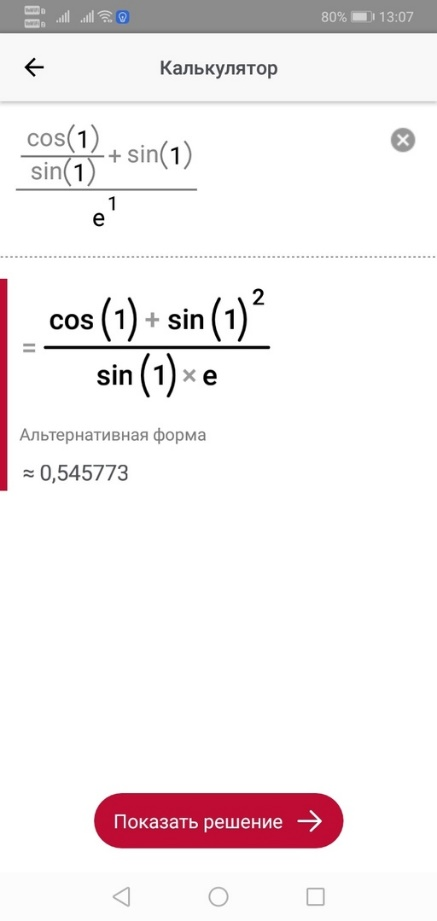 80% 13:07
Калькулятор
cos(1)
sin(1)
+ sin(1)
e^1
= cos(1) + sin(1)^2
sin(1) × e
Альтернативная форма
≈ 0,545773
Показать решение